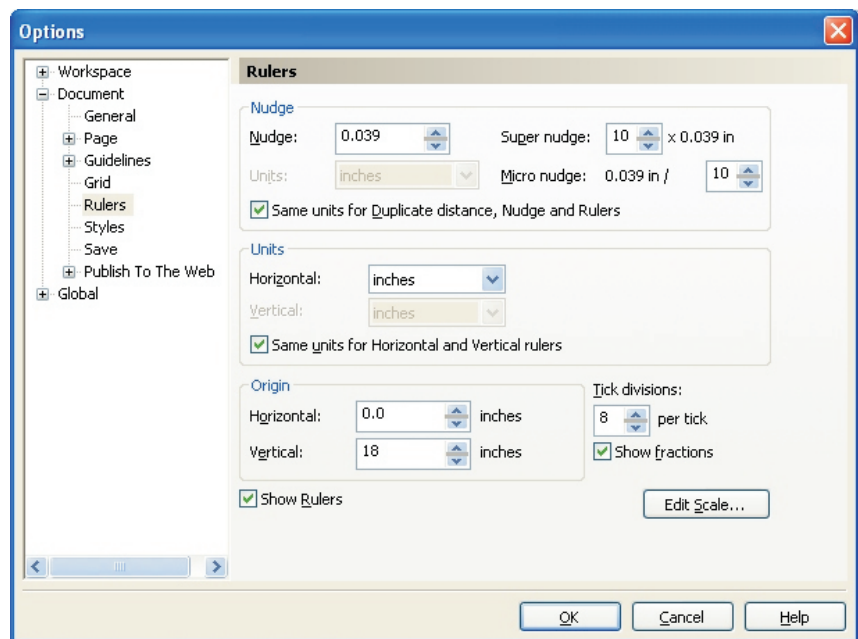 Options
Workspace
Document
General
Page
Guidelines
Grid
Rulers
Styles
Save
Publish To The Web
Global
Rulers
Nudge
Nudge: 0.039 Super nudge: 10 x 0.039 in
Units: inches Micro nudge: 0.039 in / 10
Same units for Duplicate distance, Nudge and Rulers
Units
Horizontal: inches
Vertical: inches
Same units for Horizontal and Vertical rulers
Origin
Horizontal: 0.0 inches
Vertical: 18 inches
Tick divisions:
8 per tick
Show fractions
Show Rulers
Edit Scale...
OK Cancel Help